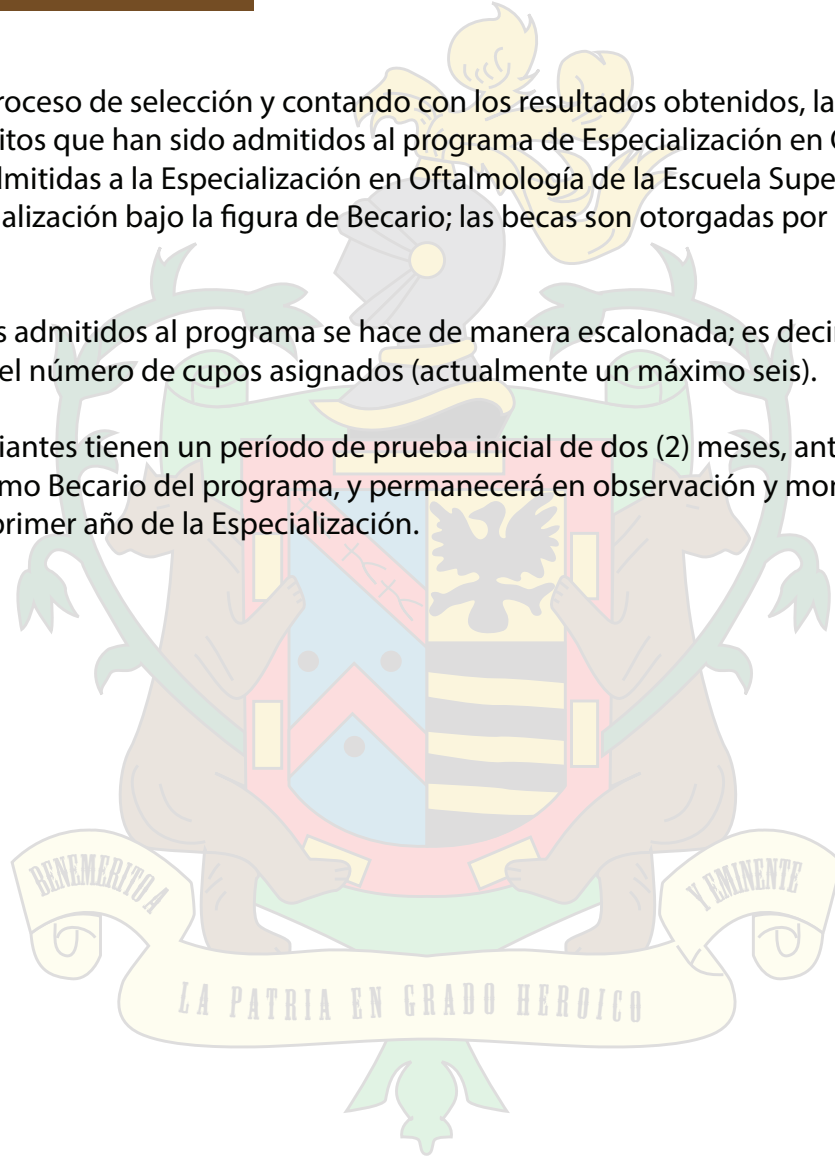 roceso de selección y contando con los resultados obtenidos, la
itos que han sido admitidos al programa de Especialización en
dmitidas a la Especialización en Oftalmología de la Escuela Supe
alización bajo la figura de Becario; las becas son otorgadas por
s admitidos al programa se hace de manera escalonada; es deci
el número de cupos asignados (actualmente un máximo seis).
iantes tienen un período de prueba inicial de dos (2) meses, ant
mo Becario del programa, y permanecerá en observación y mo
primer año de la Especialización.
BENEMERITO A
Y EMINENTE
LA PATRIA EN GRADO HEROICO